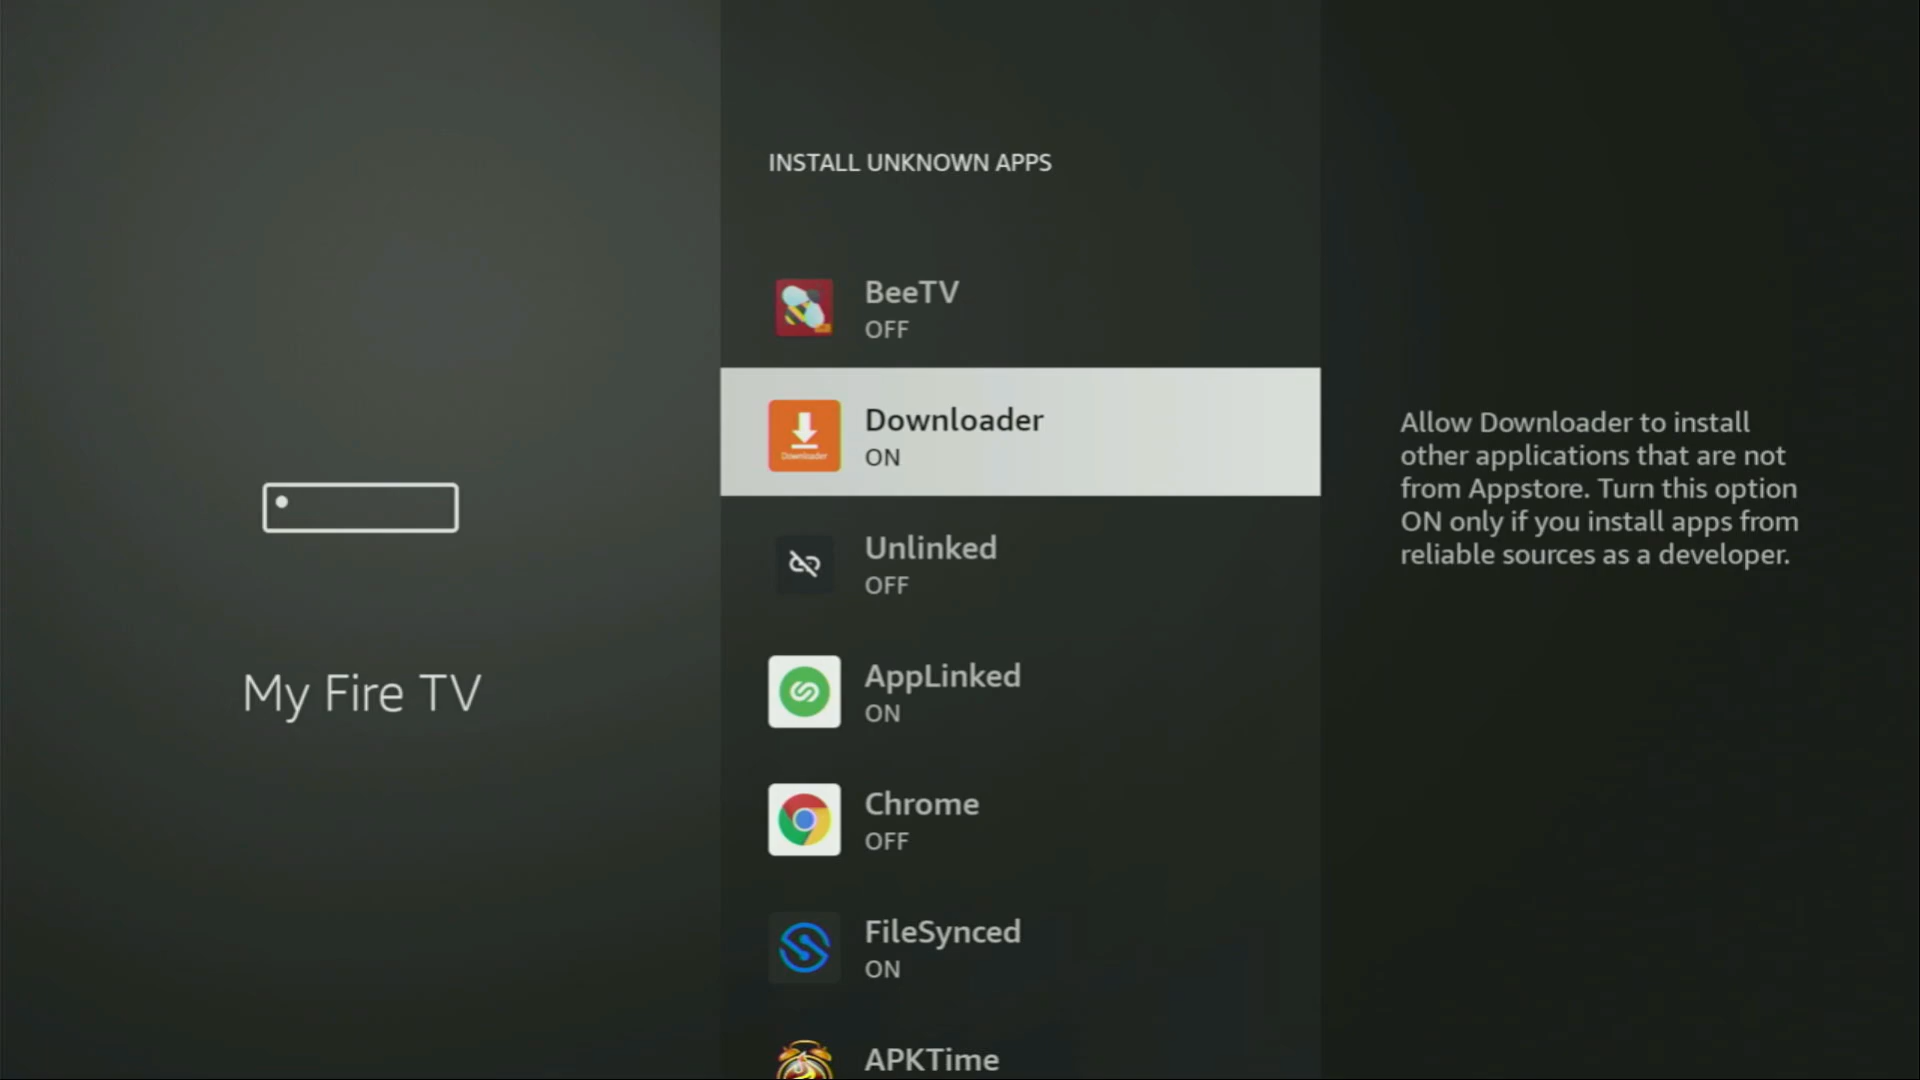 INSTALL UNKNOWN APPS
BeeTV
OFF
Downloader
Downloader
ON
Unlinked
OFF
AppLinked
ON
Chrome
OFF
FileSynced
ON
APKTime
My Fire TV
Allow Downloader to install
other applications that are not
from Appstore. Turn this option
ON only if you install apps from
reliable sources as a developer.